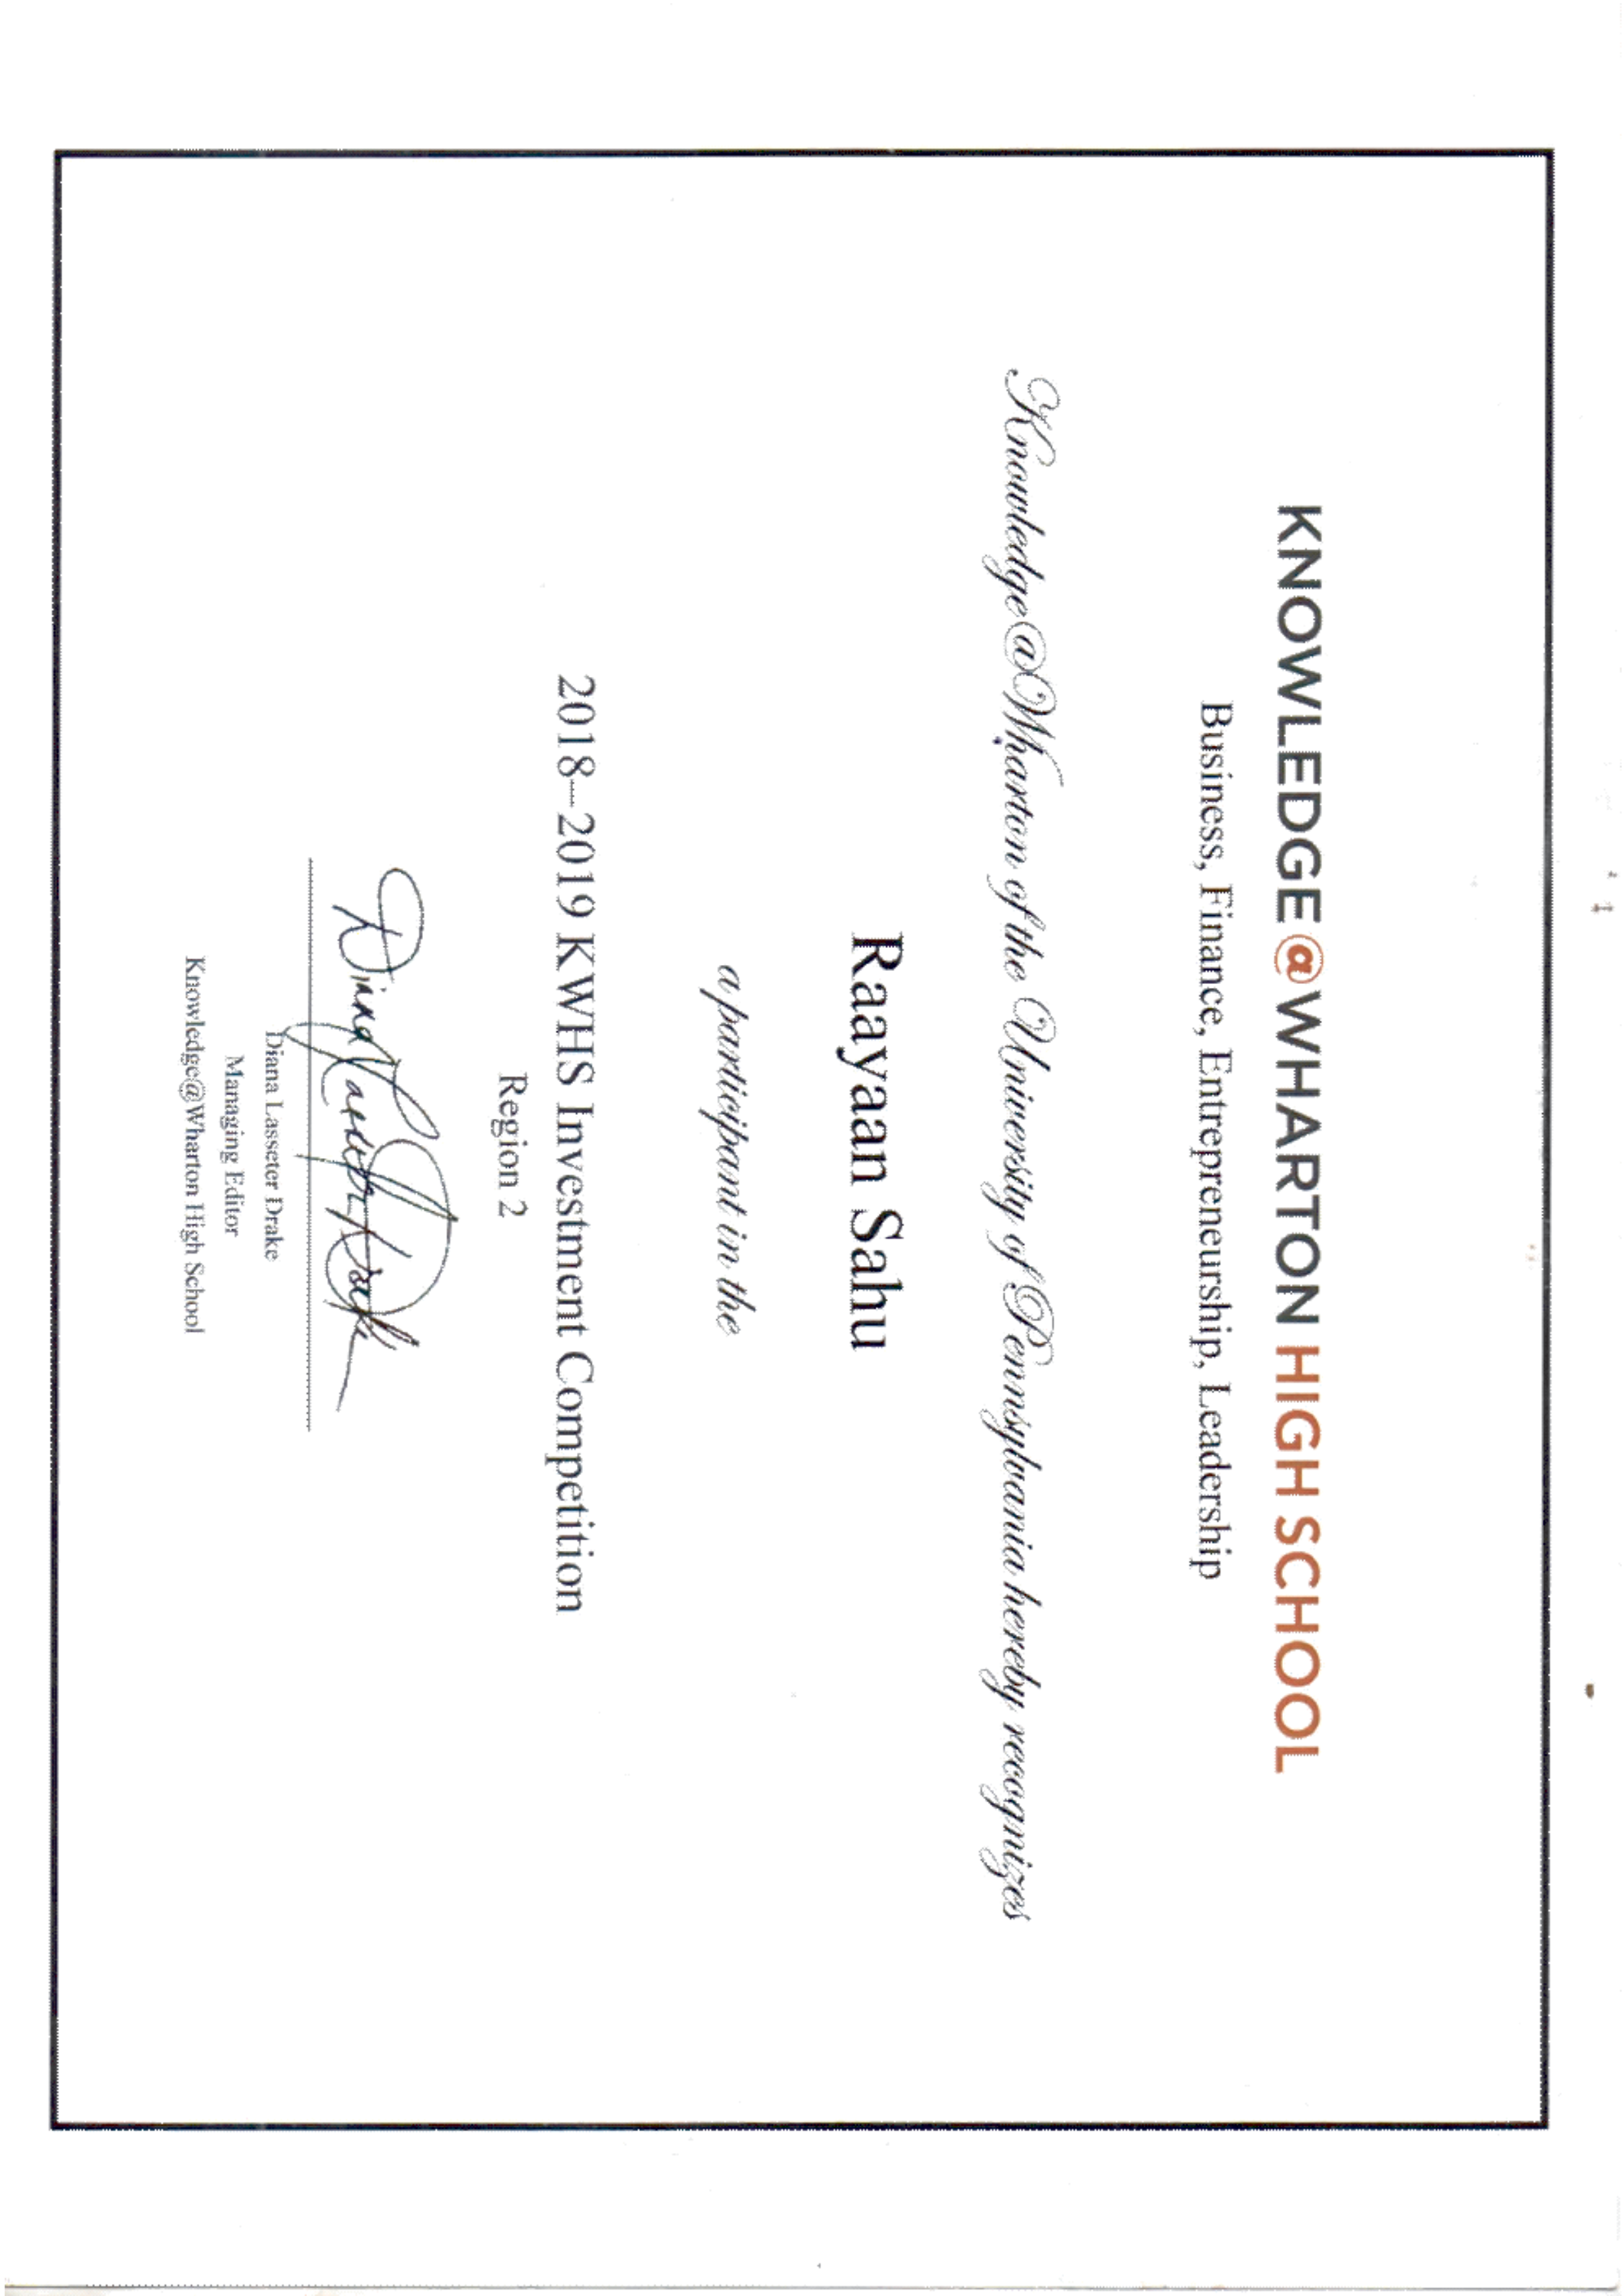 KNOWLEDGE@WHARTON HIGH SCHOOL
Business, Finance, Entrepreneurship, Leadership
Knowledge@Wharton of the University of Pennsylvania hereby recognizes
Raayaan Sahu
a participant in the
2018–2019 KWHS Investment Competition
Region 2
Diana Lasseter Drake
Diana Lasseter Drake
Managing Editor
Knowledge@Wharton High School